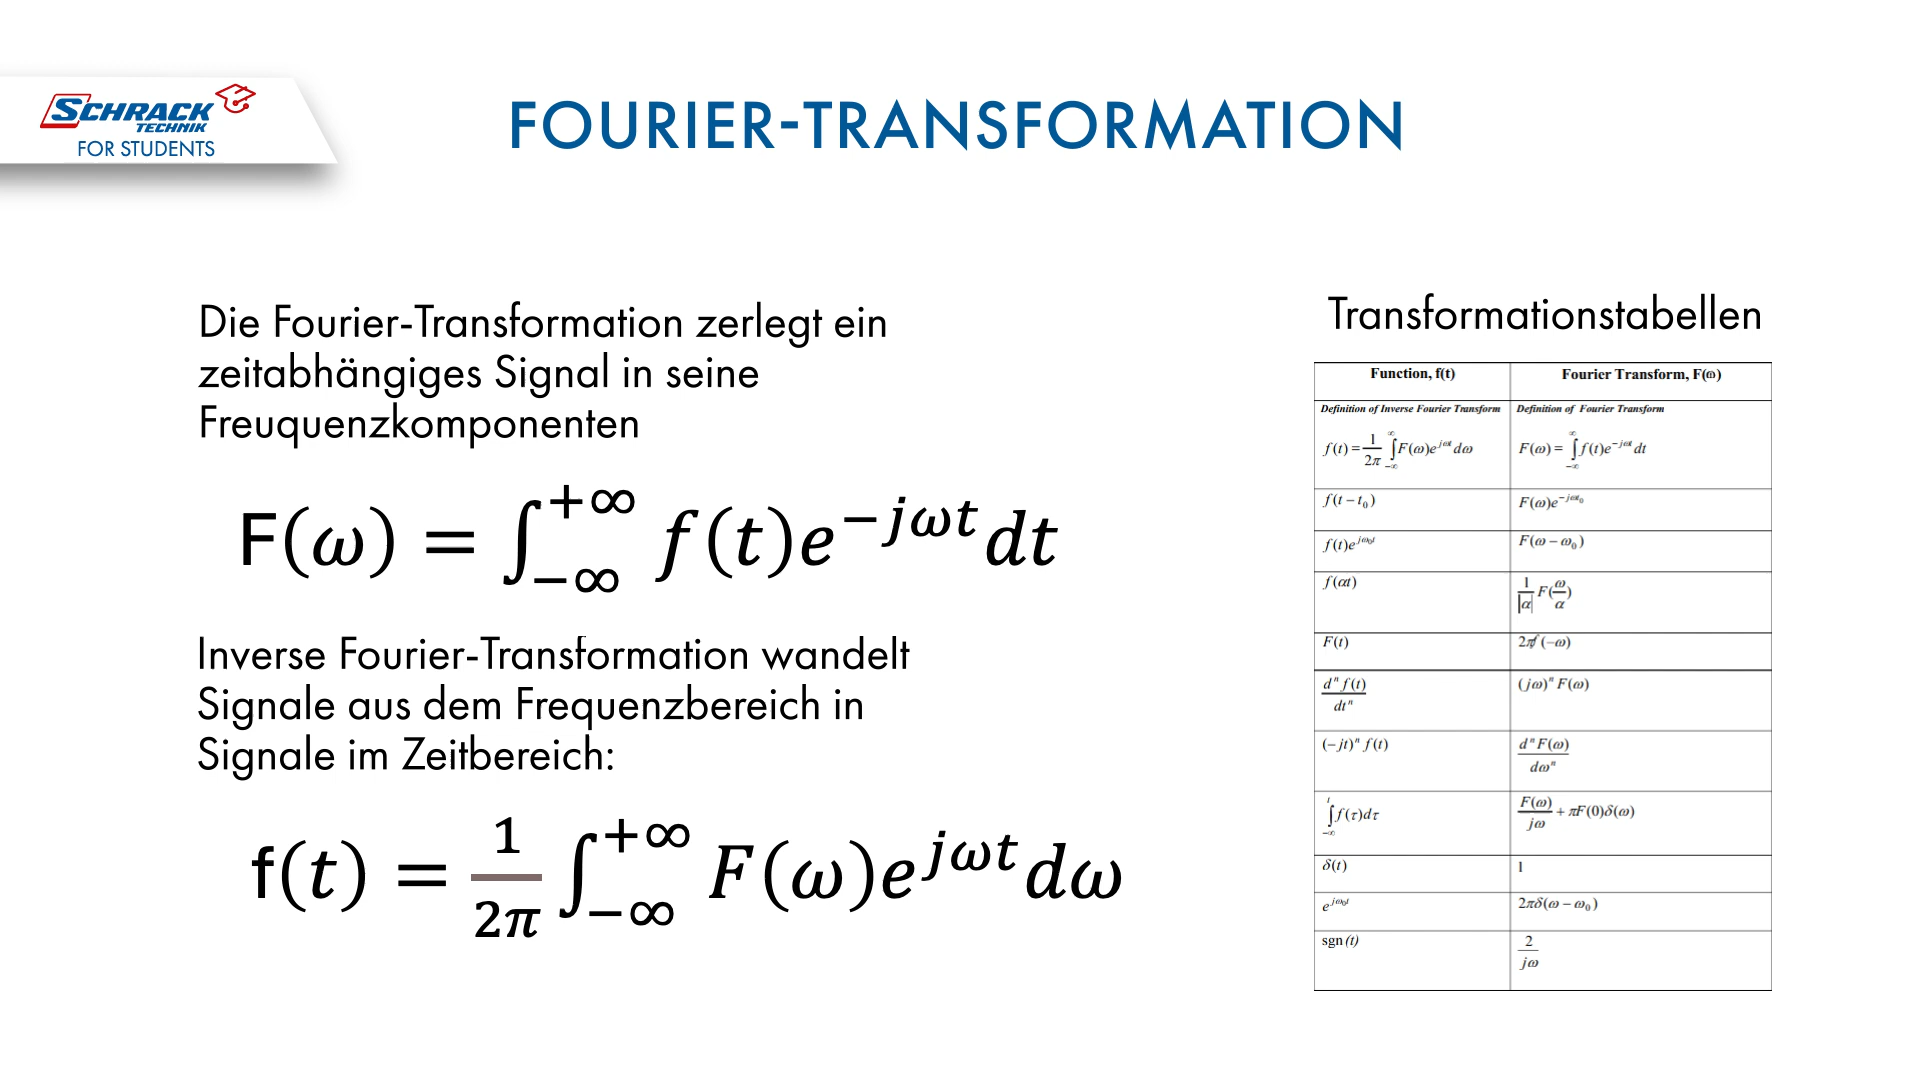 SCHRACK
TECHNIK
FOR STUDENTS
FOURIER-TRANSFORMATION
Die Fourier-Transformation zerlegt ein
zeitabhängiges Signal in seine
Freuquenzkomponenten
F(ω) = ∫_{−∞}^{+∞} f(t)e^{−jωt}dt
Inverse Fourier-Transformation wandelt
Signale aus dem Frequenzbereich in
Signale im Zeitbereich:
f(t) = 1/2π ∫_{−∞}^{+∞} F(ω)e^{jωt}dω
Transformationstabellen
Function, f(t) Fourier Transform, F(ω)
Definition of Inverse Fourier Transform Definition of Fourier Transform
f(t) = 1/2π ∫_{−∞}^{∞} F(ω)e^{jωt}dω F(ω) = ∫_{−∞}^{∞} f(t)e^{−jωt}dt
f(t − t₀) F(ω)e^{−jωt₀}
f(t)e^{jω₀t} F(ω − ω₀)
f(αt) 1/|α| F(ω/α)
F(t) 2πf(−ω)
dⁿf(t)/dtⁿ (jω)ⁿF(ω)
(−jt)ⁿf(t) dⁿF(ω)/dωⁿ
∫_{−∞}^{t} f(τ)dτ F(ω)/jω + πF(0)δ(ω)
δ(t) 1
e^{jω₀t} 2πδ(ω − ω₀)
sgn(t) 2/jω